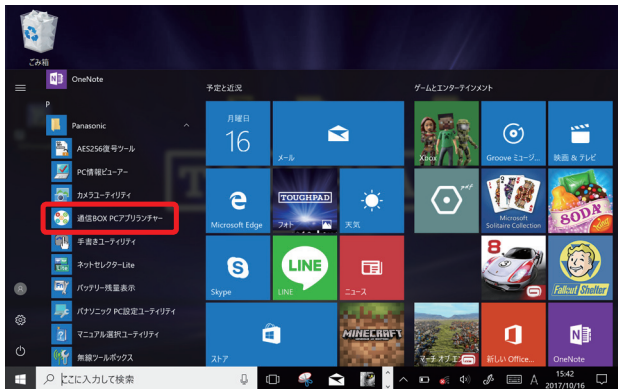 ごみ箱
OneNote
P
Panasonic
AES256復号ツール
PC情報ビューアー
カメラユーティリティ
通信BOX PCアプリランチャー
手書きユーティリティ
ネットセレクターLite
バッテリー残量表示
パナソニック PC設定ユーティリティ
マニュアル選択ユーティリティ
無線ツールボックス
予定と近況
月曜日
16
メール
Microsoft Edge
TOUGHPAD
フォト
天気
Skype
LINE
LINE
ニュース
ストア
MINECRAFT
ゲームとエンターテインメント
Xbox
Groove ミュージ...
映画 & テレビ
pdf
Microsoft
Solitaire Collection
SODA
8
Fallout Shelter
マーチ オブ エン
新しい Office...
OneNote
ここに入力して検索
A
15:42
2017/10/16